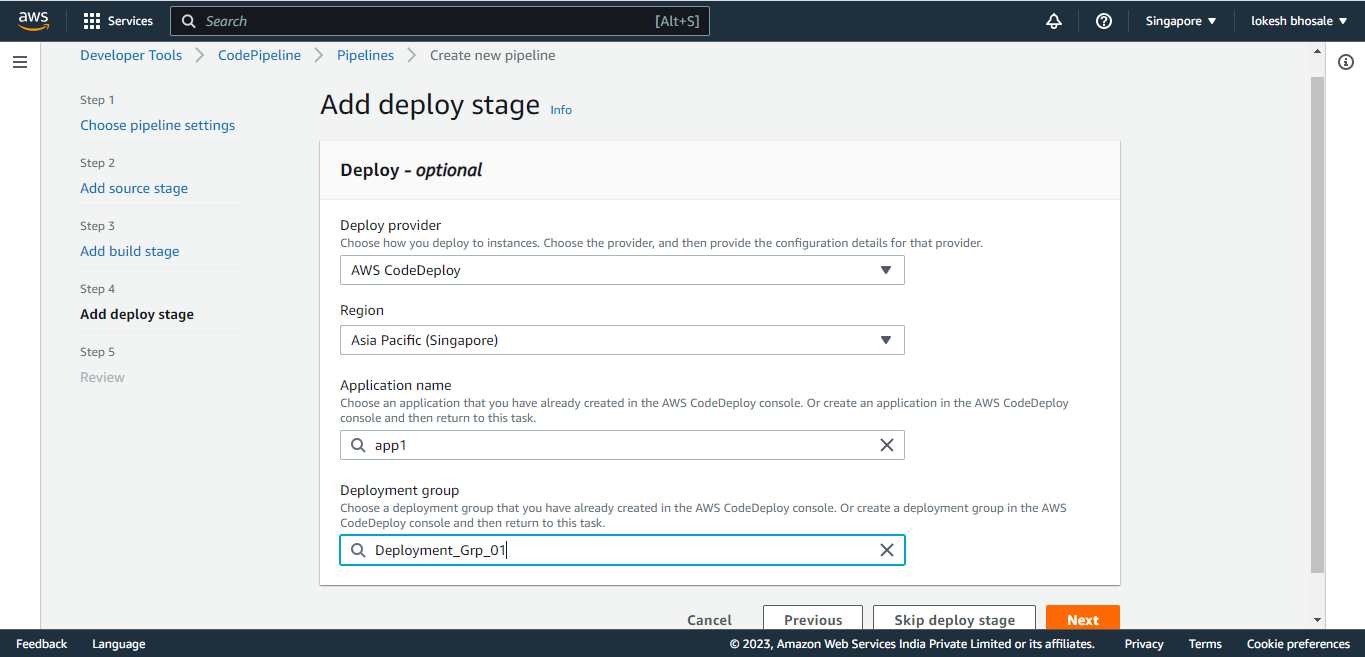 aws Services Search [Alt+S] Singapore lokesh bhosale
Developer Tools CodePipeline Pipelines Create new pipeline
Step 1
Choose pipeline settings
Step 2
Add source stage
Step 3
Add build stage
Step 4
Add deploy stage
Step 5
Review
Add deploy stage Info
Deploy - optional
Deploy provider
Choose how you deploy to instances. Choose the provider, and then provide the configuration details for that provider.
AWS CodeDeploy
Region
Asia Pacific (Singapore)
Application name
Choose an application that you have already created in the AWS CodeDeploy console. Or create an application in the AWS CodeDeploy
console and then return to this task.
app1
Deployment group
Choose a deployment group that you have already created in the AWS CodeDeploy console. Or create a deployment group in the AWS
CodeDeploy console and then return to this task.
Deployment_Grp_01
Cancel Previous Skip deploy stage Next
Feedback Language © 2023, Amazon Web Services India Private Limited or its affiliates. Privacy Terms Cookie preferences